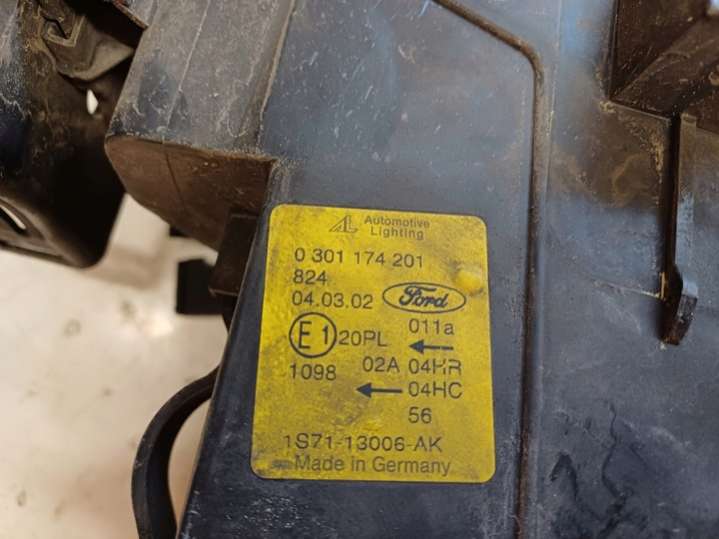 AL Automotive
Lighting
0 301 174 201
824
04.03.02 Ford
E1 20PL 011a
1098 02A 04HR
04HC
56
1S71-13006-AK
Made in Germany